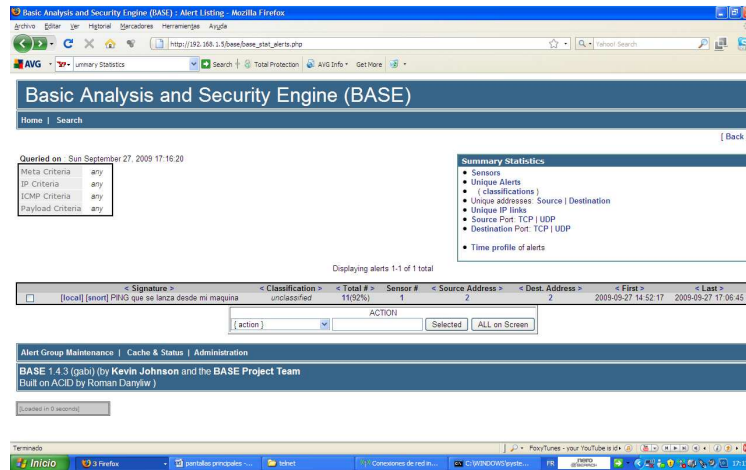 Basic Analysis and Security Engine (BASE) : Alert Listing - Mozilla Firefox
Archivo Editar Ver Historial Marcadores Herramientas Ayuda
http://192.168.1.5/base/base_stat_alerts.php
Yahoo! Search
AVG
ummary Statistics
Search
Total Protection
AVG Info
Get More
Basic Analysis and Security Engine (BASE)
Home | Search
[ Back
Queried on : Sun September 27, 2009 17:16:20
Meta Criteria any
IP Criteria any
ICMP Criteria any
Payload Criteria any
Summary Statistics
Sensors
Unique Alerts
( classifications )
Unique addresses: Source | Destination
Unique IP links
Source Port: TCP | UDP
Destination Port: TCP | UDP
Time profile of alerts
Displaying alerts 1-1 of 1 total
< Signature > < Classification > < Total # > Sensor # < Source Address > < Dest. Address > < First > < Last >
[local] [snort] PING que se lanza desde mi maquina unclassified 11(92%) 1 2 2 2009-09-27 14:52:17 2009-09-27 17:06:45
ACTION
{ action } Selected ALL on Screen
Alert Group Maintenance | Cache & Status | Administration
BASE 1.4.3 (gabi) (by Kevin Johnson and the BASE Project Team
Built on ACID by Roman Danyliw )
[Loaded in 0 seconds]
Terminado
FoxyTunes - your YouTube is idl
Inicio
3 Firefox
pantallas principales -...
telnet
Conexiones de red in...
C:\WINDOWS\syste...
FR
nero
SEARCH